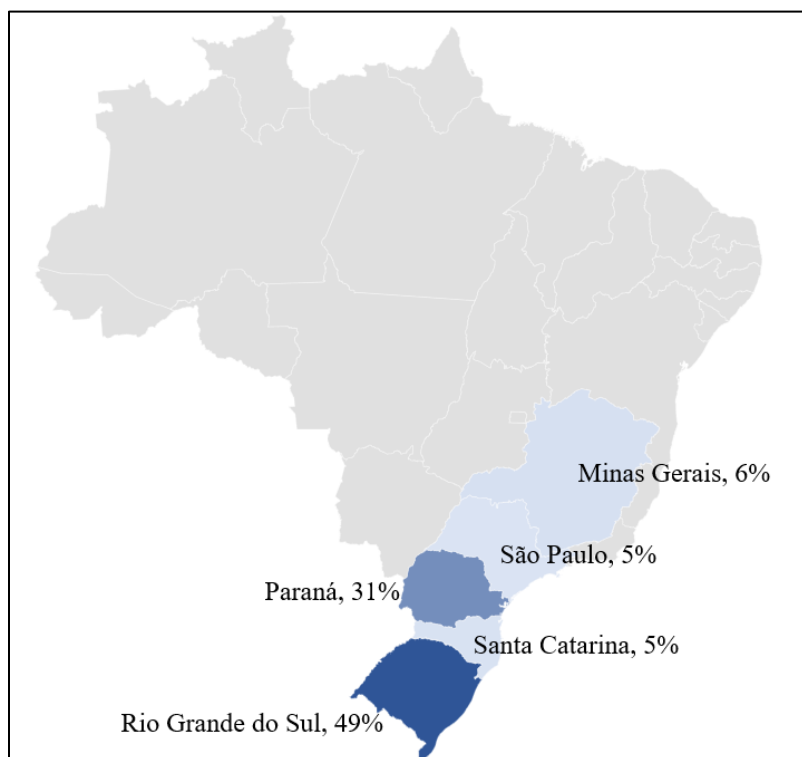 Minas Gerais, 6%
São Paulo, 5%
Paraná, 31%
Santa Catarina, 5%
Rio Grande do Sul, 49%